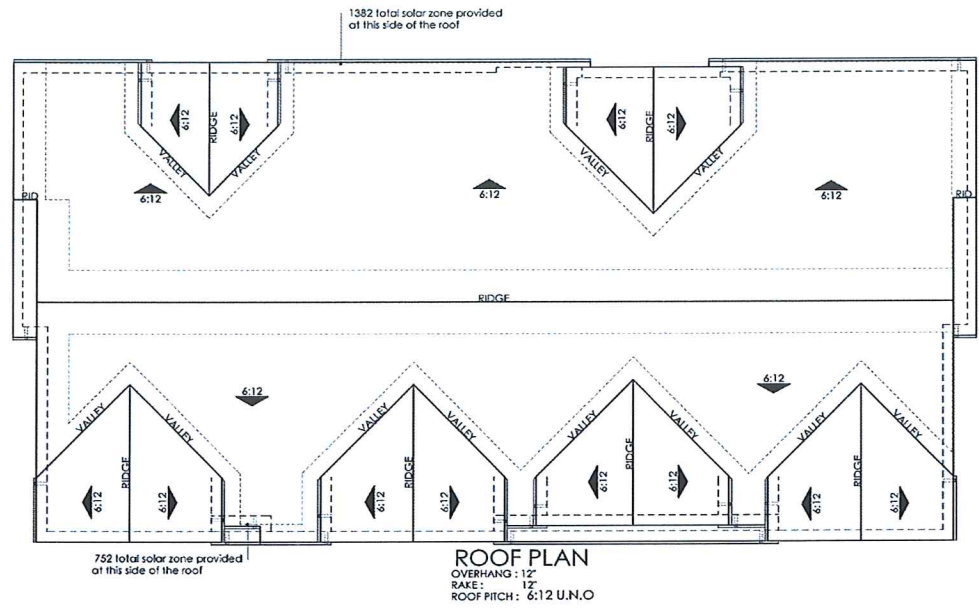 1382 total solar zone provided
at this side of the roof
6:12
RIDGE
6:12
VALLEY
VALLEY
6:12
RIDGE
6:12
VALLEY
VALLEY
6:12
6:12
6:12
RID
RID
RIDGE
6:12
6:12
VALLEY
VALLEY
RIDGE
6:12
6:12
VALLEY
VALLEY
RIDGE
6:12
6:12
VALLEY
VALLEY
RIDGE
6:12
6:12
VALLEY
VALLEY
RIDGE
6:12
6:12
752 total solar zone provided
at this side of the roof
ROOF PLAN
OVERHANG : 12"
RAKE : 12"
ROOF PITCH : 6:12 U.N.O